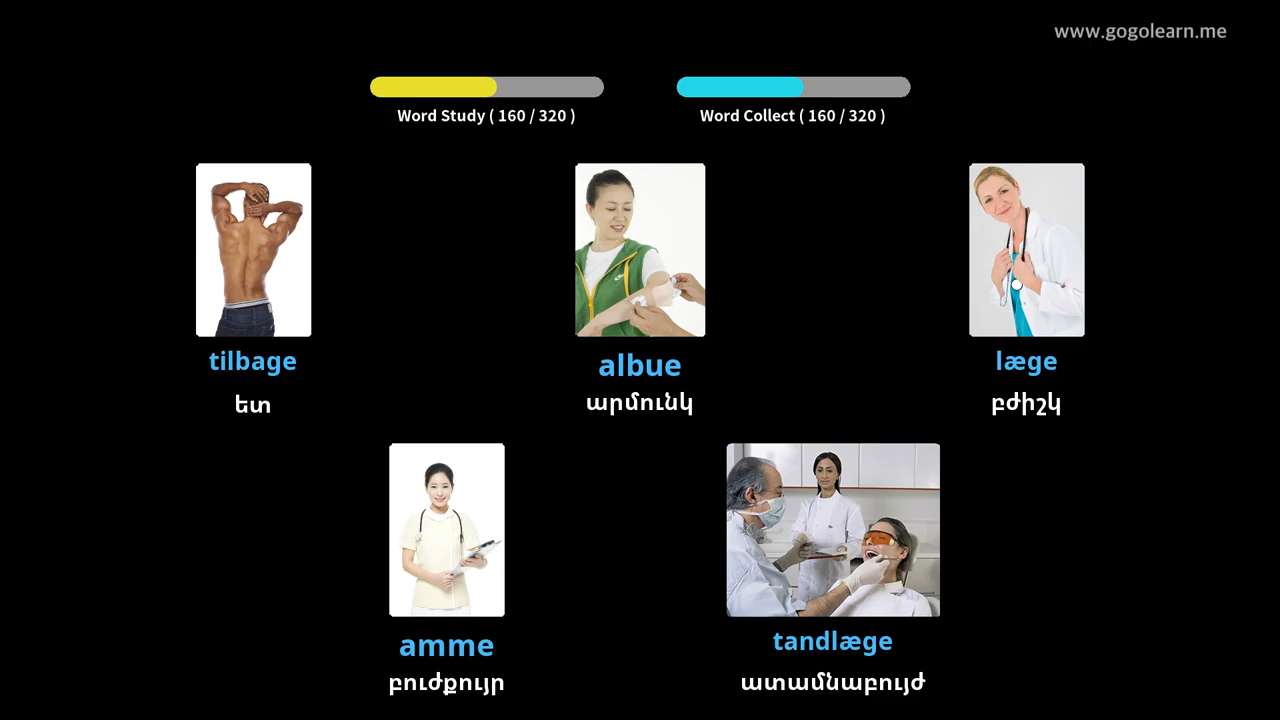 www.gogolearn.me
Word Study ( 160 / 320 )
Word Collect ( 160 / 320 )
tilbage
ետ
albue
արմունկ
læge
բժիշկ
amme
բուժքույր
tandlæge
ատամնաբույժ